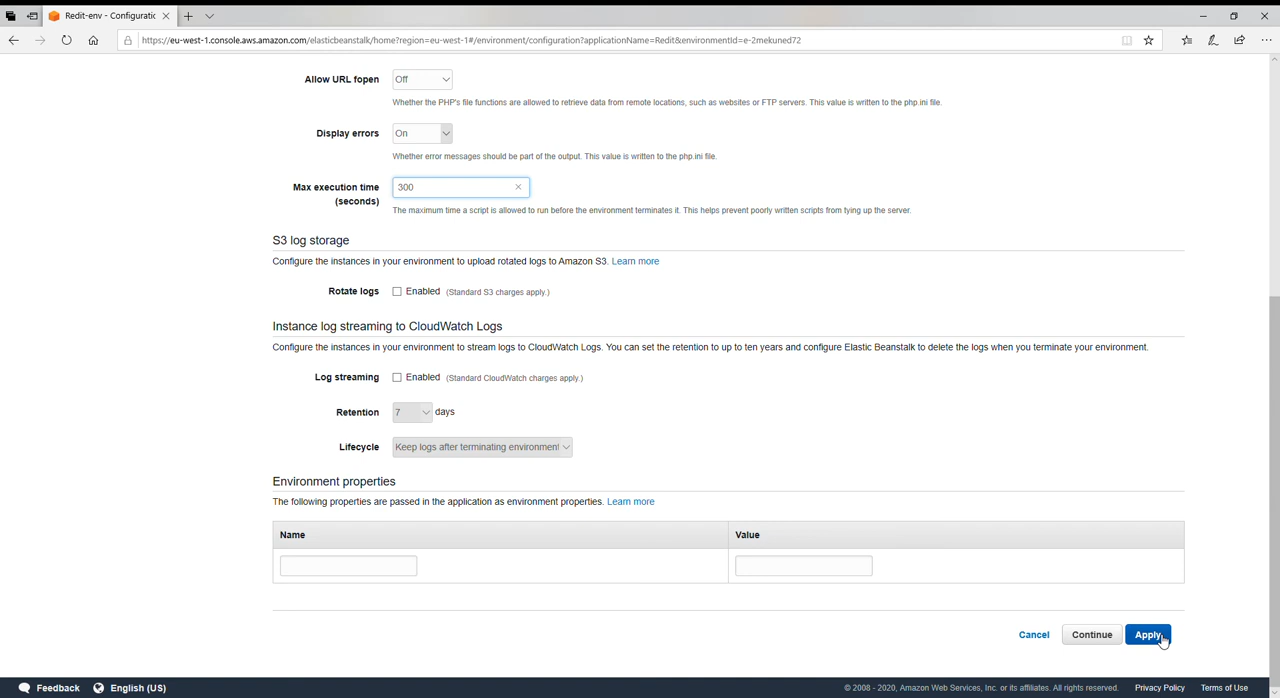 Redit-env - Configuratic
https://eu-west-1.console.aws.amazon.com/elasticbeanstalk/home?region=eu-west-1#/environment/configuration?applicationName=Redit&environmentId=e-2mekuned72
Allow URL fopen Off
Whether the PHP's file functions are allowed to retrieve data from remote locations, such as websites or FTP servers. This value is written to the php.ini file.
Display errors On
Whether error messages should be part of the output. This value is written to the php.ini file.
Max execution time 300
(seconds)
The maximum time a script is allowed to run before the environment terminates it. This helps prevent poorly written scripts from tying up the server.
S3 log storage
Configure the instances in your environment to upload rotated logs to Amazon S3. Learn more
Rotate logs Enabled (Standard S3 charges apply.)
Instance log streaming to CloudWatch Logs
Configure the instances in your environment to stream logs to CloudWatch Logs. You can set the retention to up to ten years and configure Elastic Beanstalk to delete the logs when you terminate your environment.
Log streaming Enabled (Standard CloudWatch charges apply.)
Retention 7 days
Lifecycle Keep logs after terminating environment
Environment properties
The following properties are passed in the application as environment properties. Learn more
Name Value
Cancel Continue Apply
Feedback English (US) © 2008 - 2020, Amazon Web Services, Inc. or its affiliates. All rights reserved. Privacy Policy Terms of Use